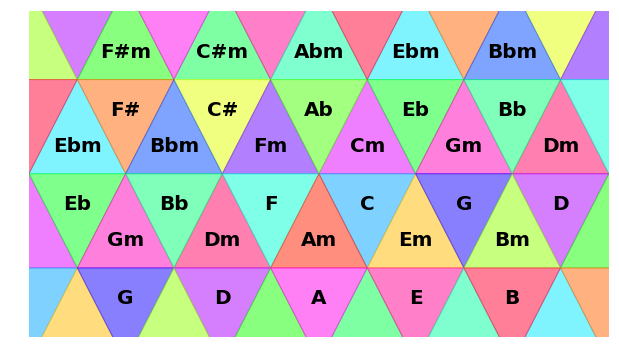 F#m C#m Abm Ebm Bbm
F# C# Ab Eb Bb
Ebm Bbm Fm Cm Gm Dm
Eb Bb F C G D
Gm Dm Am Em Bm
G D A E B